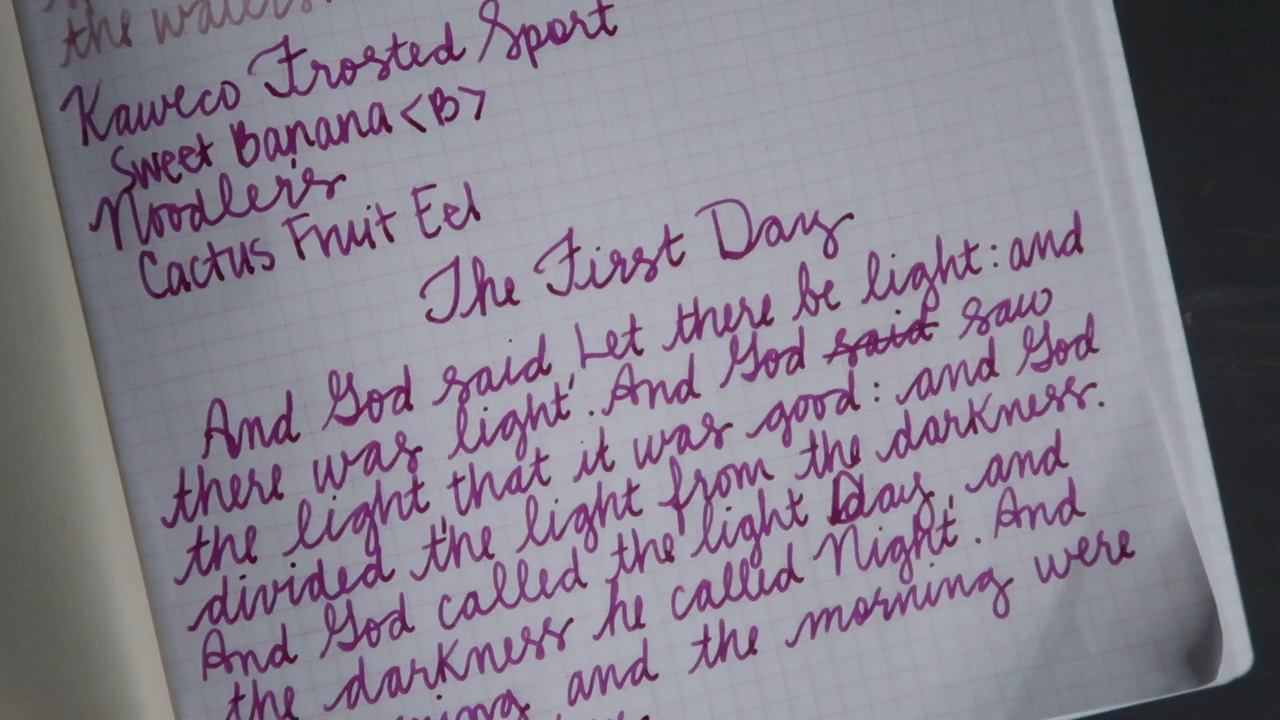 the waters.
Kaweco Frosted Sport
Sweet Banana <B>
Noodler's
Cactus Fruit Eel
The First Day
And God said, Let there be light: and
there was light. And God said saw
the light, that it was good: and God
divided the light from the darkness.
And God called the light Day, and
the darkness he called Night. And
and the morning were